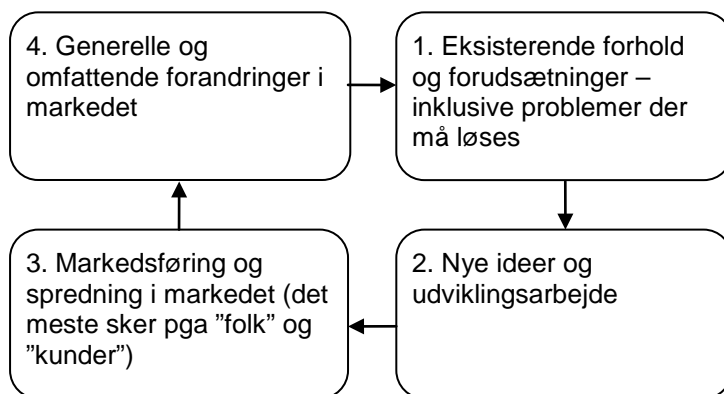 4. Generelle og
omfattende forandringer i
markedet
1. Eksisterende forhold
og forudsætninger –
inklusive problemer der
må løses
3. Markedsføring og
spredning i markedet (det
meste sker pga ”folk” og
”kunder”)
2. Nye ideer og
udviklingsarbejde